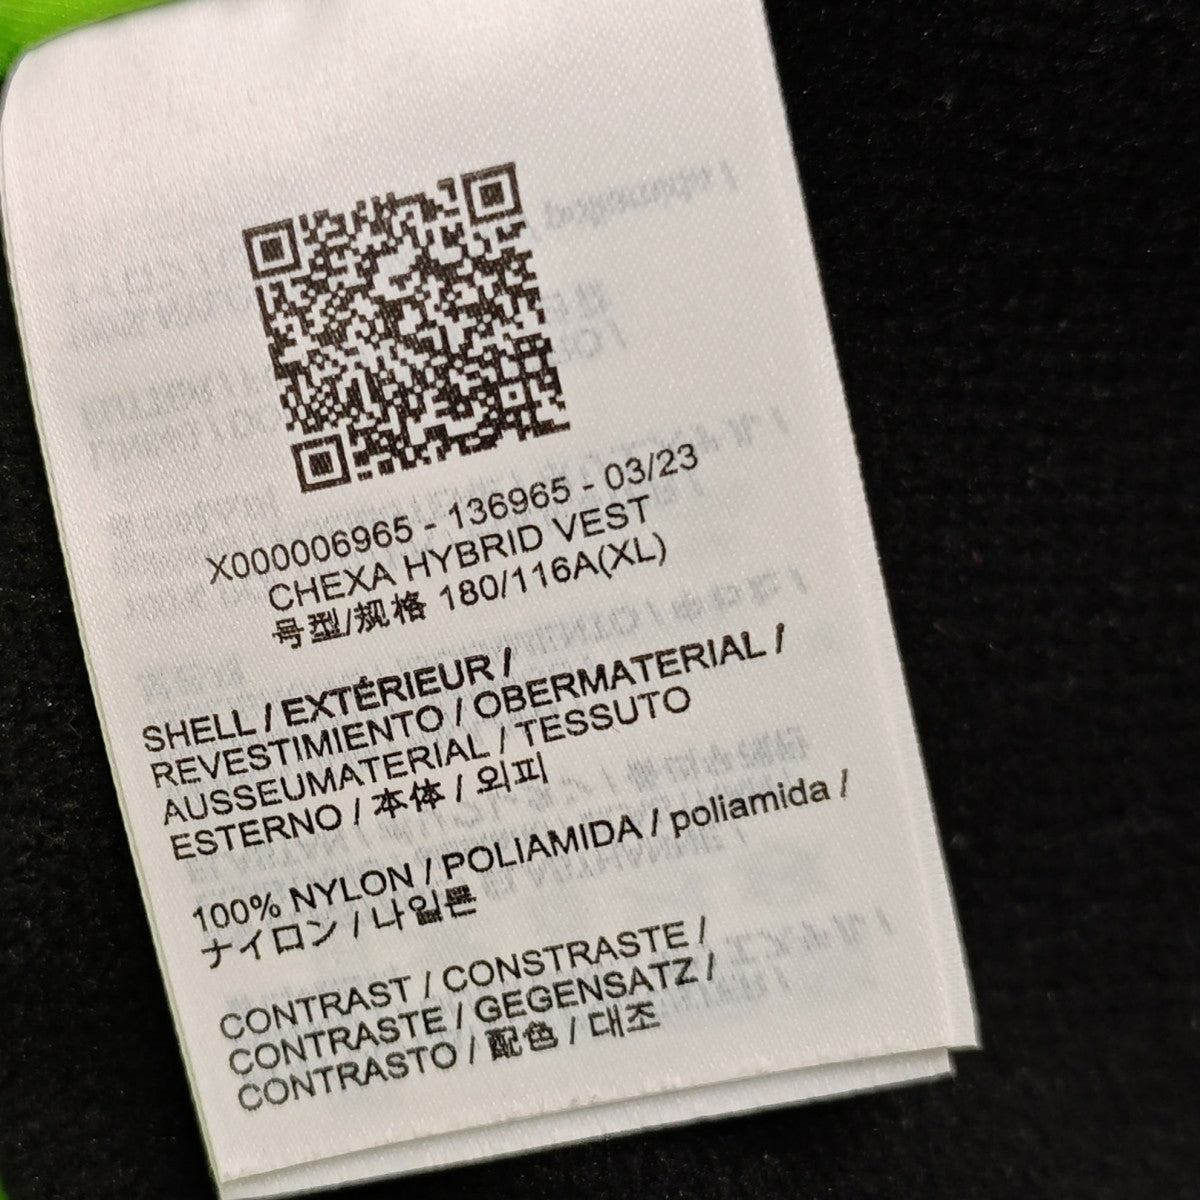 X000006965 - 136965 - 03/23
CHEXA HYBRID VEST
号型/规格 180/116A(XL)
SHELL / EXTÉRIEUR /
REVESTIMIENTO / OBERMATERIAL /
AUSSEUMATERIAL / TESSUTO
ESTERNO / 本体 / 외피
100% NYLON / POLIAMIDA / poliamida /
ナイロン / 나일론
CONTRAST / CONSTRASTE /
CONTRASTE / GEGENSATZ /
CONTRASTO / 配色 / 대조